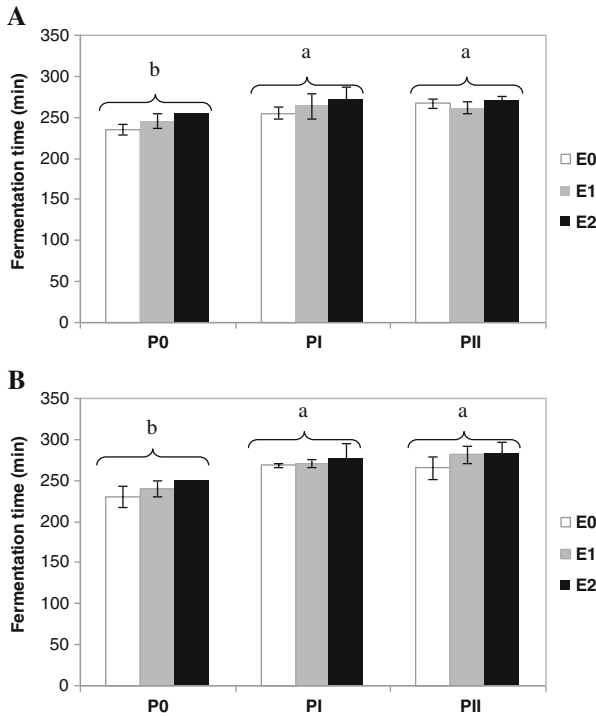 A
Fermentation time (min)
350
300
250
200
150
100
50
0
b
a
a
P0
PI
PII
E0
E1
E2
B
Fermentation time (min)
350
300
250
200
150
100
50
0
b
a
a
P0
PI
PII
E0
E1
E2